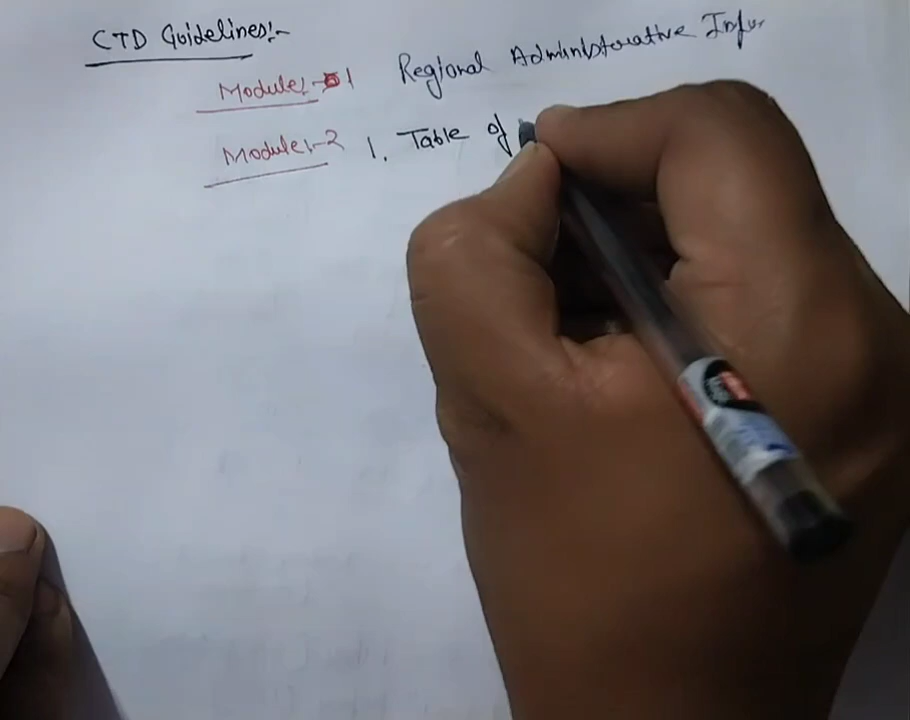 CTD Guidelines:-
Module:-1 Regional Administrative Infor
Module:-2 1. Table of